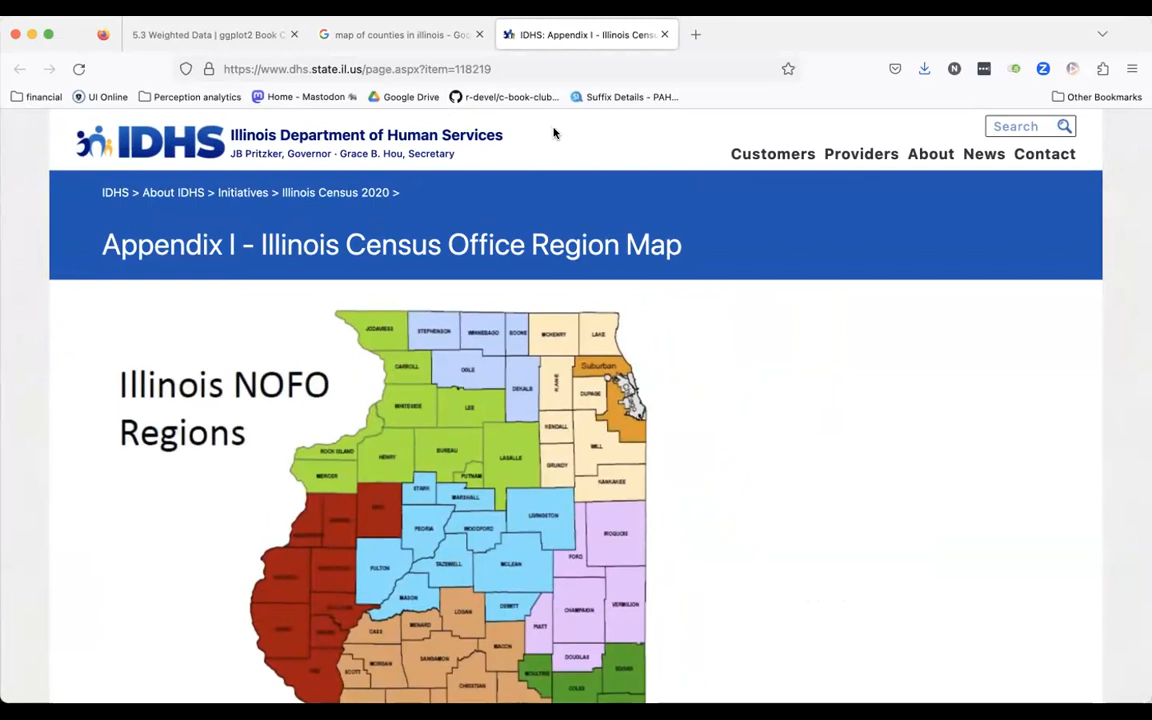 5.3 Weighted Data | ggplot2 Book C
map of counties in illinois - Goo
IDHS: Appendix I - Illinois Censu
https://www.dhs.state.il.us/page.aspx?item=118219
financial
UI Online
Perception analytics
Home - Mastodon
Google Drive
r-devel/c-book-club...
Suffix Details - PAH...
Other Bookmarks
IDHS
Illinois Department of Human Services
JB Pritzker, Governor · Grace B. Hou, Secretary
Search
Customers Providers About News Contact
IDHS > About IDHS > Initiatives > Illinois Census 2020 >
Appendix I - Illinois Census Office Region Map
Illinois NOFO
Regions
JODAVIESS
STEPHENSON
WINNEBAGO
BOONE
MCHENRY
LAKE
CARROLL
OGLE
Suburban
DEKALB
KANE
DUPAGE
WHITESIDE
LEE
KENDALL
WILL
ROCK ISLAND
HENRY
BUREAU
LASALLE
GRUNDY
MERCER
PUTNAM
KANKAKEE
STARK
MARSHALL
LIVINGSTON
PEORIA
WOODFORD
IROQUOIS
FORD
FULTON
TAZEWELL
MCLEAN
MASON
DEWITT
CHAMPAIGN
VERMILION
LOGAN
CASS
MENARD
PIATT
MACON
DOUGLAS
SCOTT
MORGAN
SANGAMON
MOULTRIE
EDGAR
CHRISTIAN
COLES